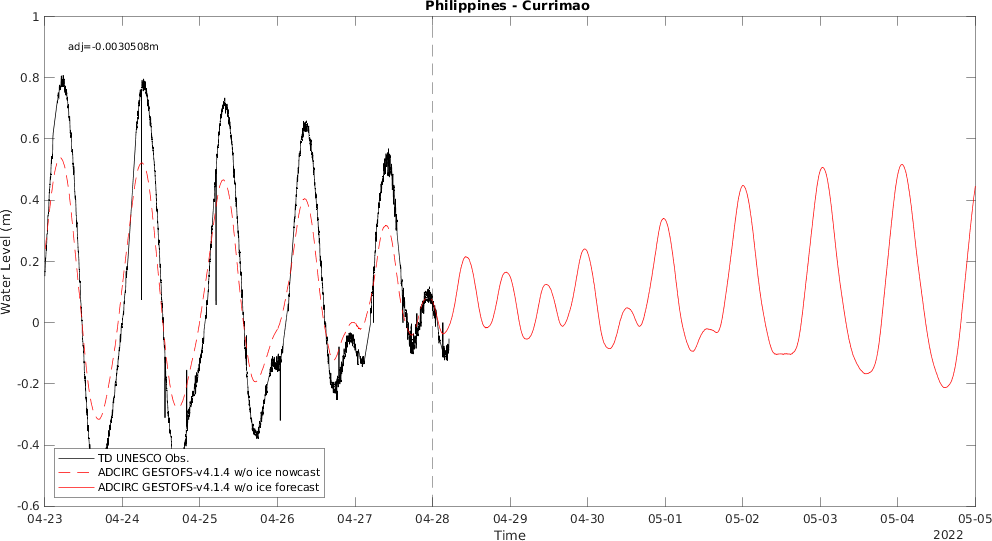 Philippines - Currimao
adj=-0.0030508m
Water Level (m)
1
0.8
0.6
0.4
0.2
0
-0.2
-0.4
-0.6
TD UNESCO Obs.
ADCIRC GESTOFS-v4.1.4 w/o ice nowcast
ADCIRC GESTOFS-v4.1.4 w/o ice forecast
04-23 04-24 04-25 04-26 04-27 04-28 04-29 04-30 05-01 05-02 05-03 05-04 05-05
Time
2022